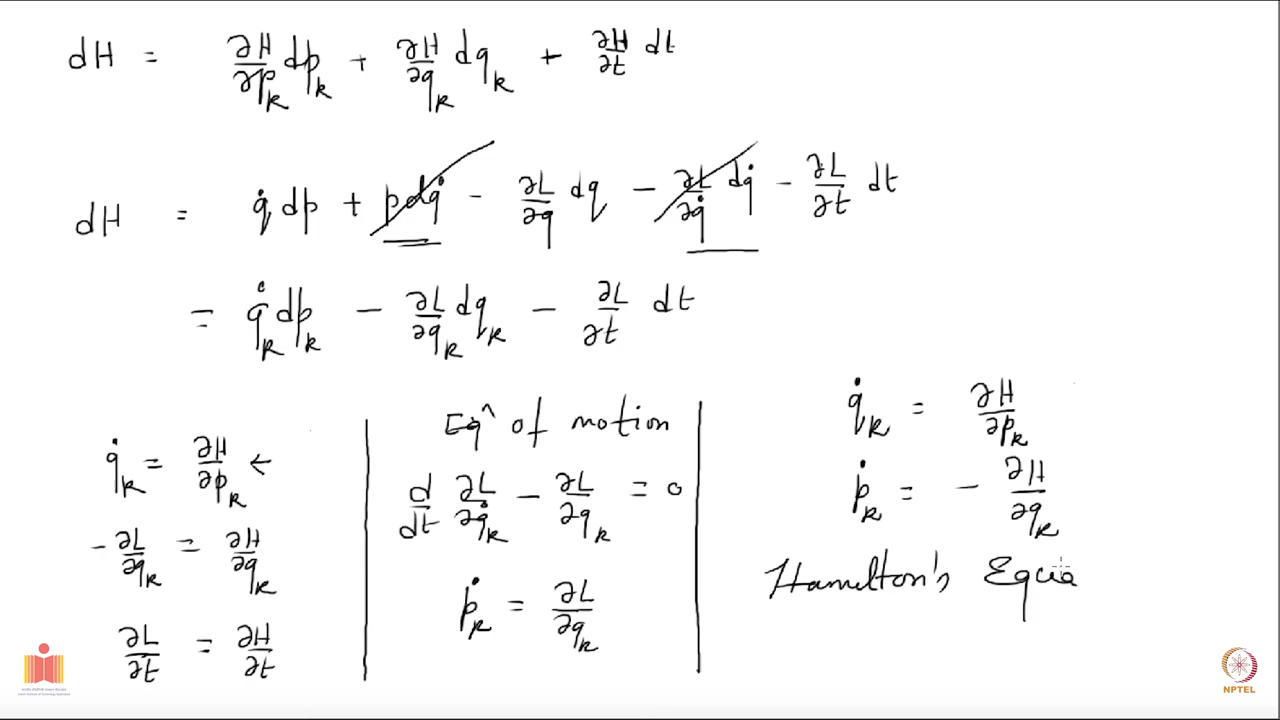 dH = ∂H/∂p_k dp_k + ∂H/∂q_k dq_k + ∂H/∂t dt
dH = q̇ dp + p dq̇ - ∂L/∂q dq - ∂L/∂q̇ dq̇ - ∂L/∂t dt
= q̇_k dp_k - ∂L/∂q_k dq_k - ∂L/∂t dt
q̇_k = ∂H/∂p_k ←
-∂L/∂q_k = ∂H/∂q_k
∂L/∂t = ∂H/∂t
Eqⁿ of motion
d/dt ∂L/∂q̇_k - ∂L/∂q_k = 0
ṗ_k = ∂L/∂q_k
q̇_k = ∂H/∂p_k
ṗ_k = - ∂H/∂q_k
Hamilton's Equa
NPTEL